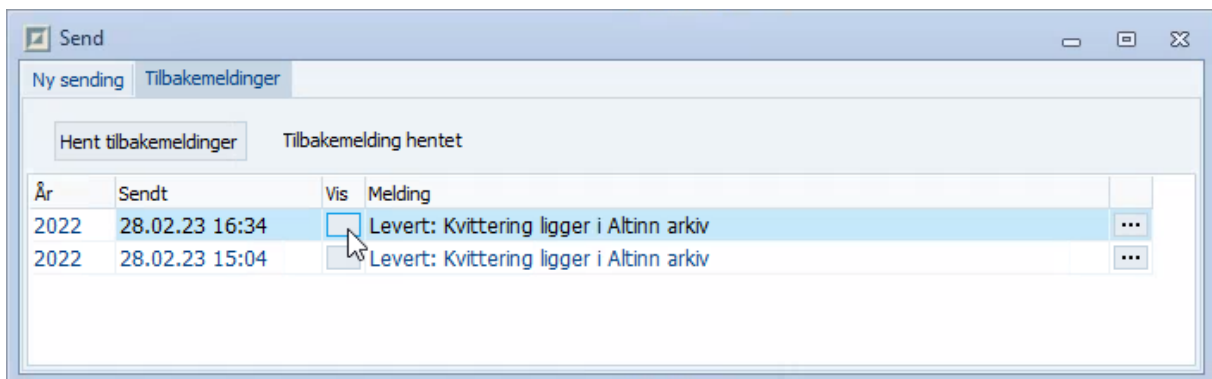 Send
Ny sending Tilbakemeldinger
Hent tilbakemeldinger Tilbakemelding hentet
År Sendt Vis Melding
2022 28.02.23 16:34 Levert: Kvittering ligger i Altinn arkiv ...
2022 28.02.23 15:04 Levert: Kvittering ligger i Altinn arkiv ...